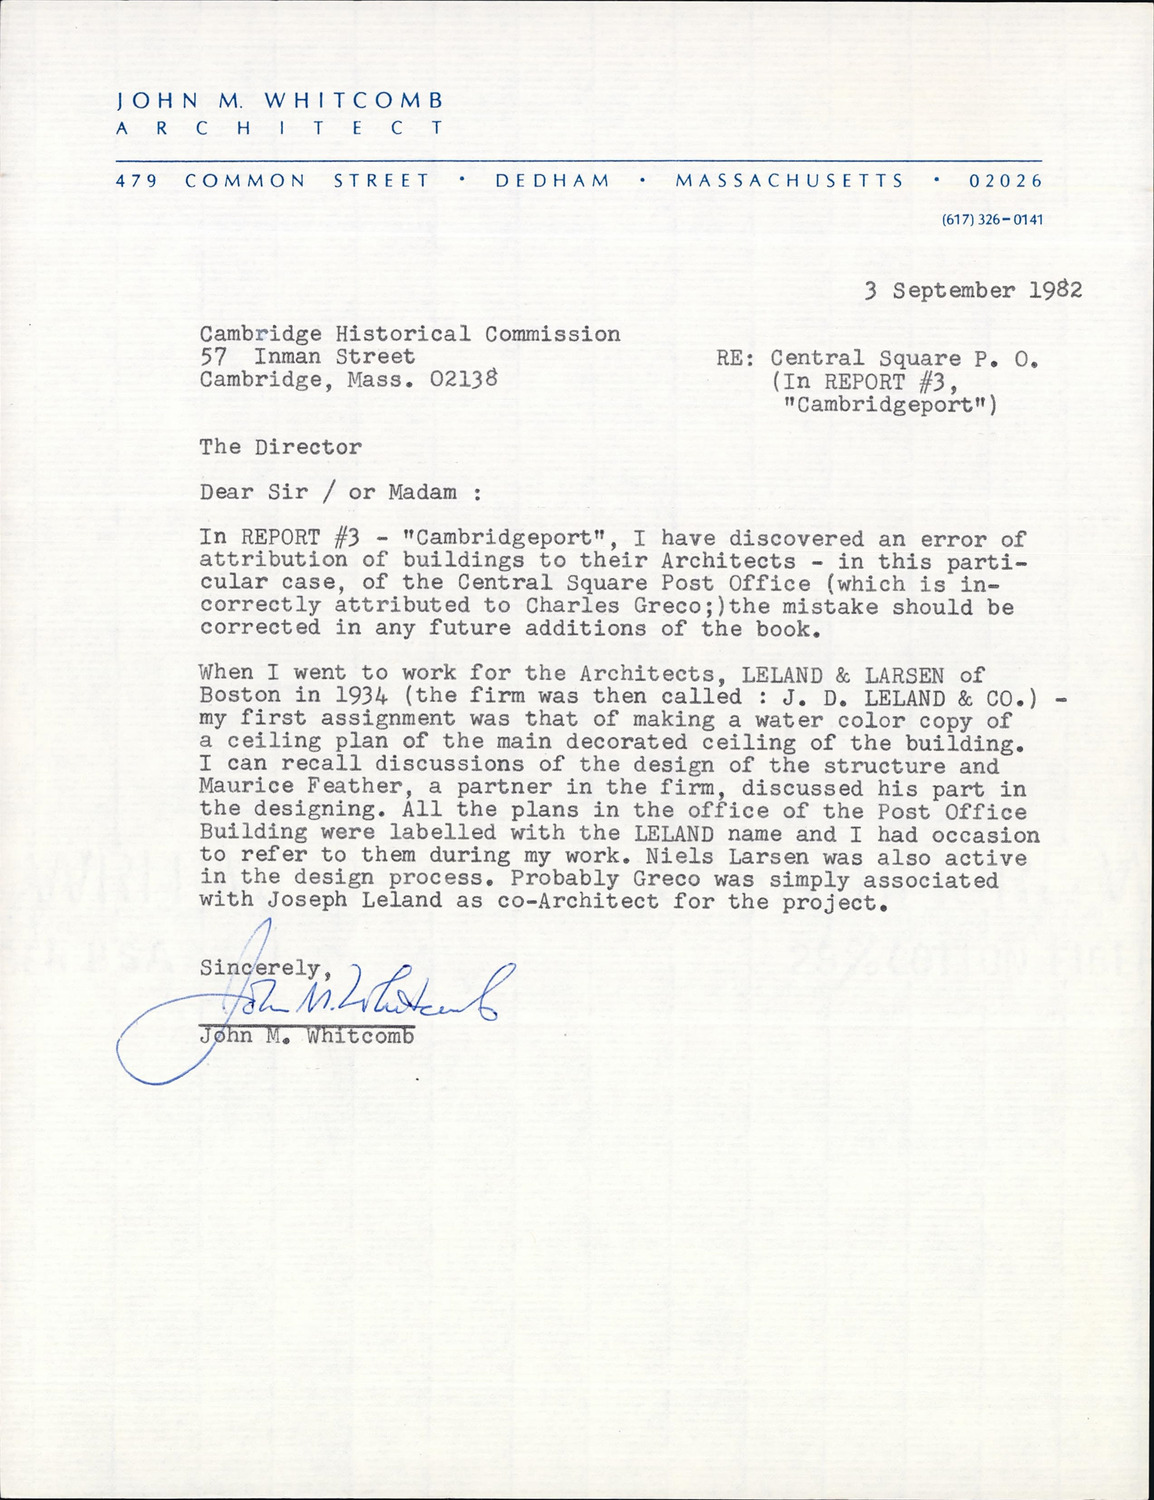 JOHN M. WHITCOMB
ARCHITECT
479 COMMON STREET • DEDHAM • MASSACHUSETTS • 02026
(617) 326-0141
3 September 1982
Cambridge Historical Commission
57 Inman Street
Cambridge, Mass. 02138
RE: Central Square P. O.
(In REPORT #3,
"Cambridgeport")
The Director
Dear Sir / or Madam :
In REPORT #3 - "Cambridgeport", I have discovered an error of
attribution of buildings to their Architects - in this parti-
cular case, of the Central Square Post Office (which is in-
correctly attributed to Charles Greco;)the mistake should be
corrected in any future additions of the book.
When I went to work for the Architects, LELAND & LARSEN of
Boston in 1934 (the firm was then called : J. D. LELAND & CO.) -
my first assignment was that of making a water color copy of
a ceiling plan of the main decorated ceiling of the building.
I can recall discussions of the design of the structure and
Maurice Feather, a partner in the firm, discussed his part in
the designing. All the plans in the office of the Post Office
Building were labelled with the LELAND name and I had occasion
to refer to them during my work. Niels Larsen was also active
in the design process. Probably Greco was simply associated
with Joseph Leland as co-Architect for the project.
Sincerely,
John M. Whitcomb
John M. Whitcomb